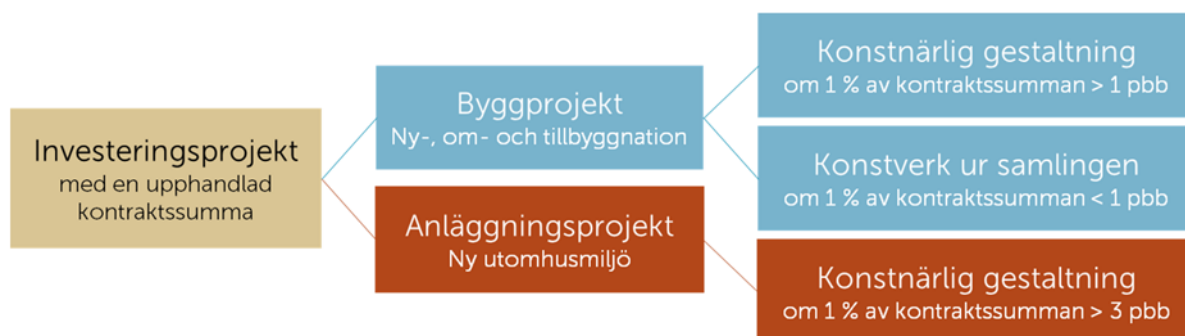 Investeringsprojekt
med en upphandlad
kontraktssumma
Byggprojekt
Ny-, om- och tillbyggnation
Anläggningsprojekt
Ny utomhusmiljö
Konstnärlig gestaltning
om 1 % av kontraktssumman > 1 pbb
Konstverk ur samlingen
om 1 % av kontraktssumman < 1 pbb
Konstnärlig gestaltning
om 1 % av kontraktssumman > 3 pbb